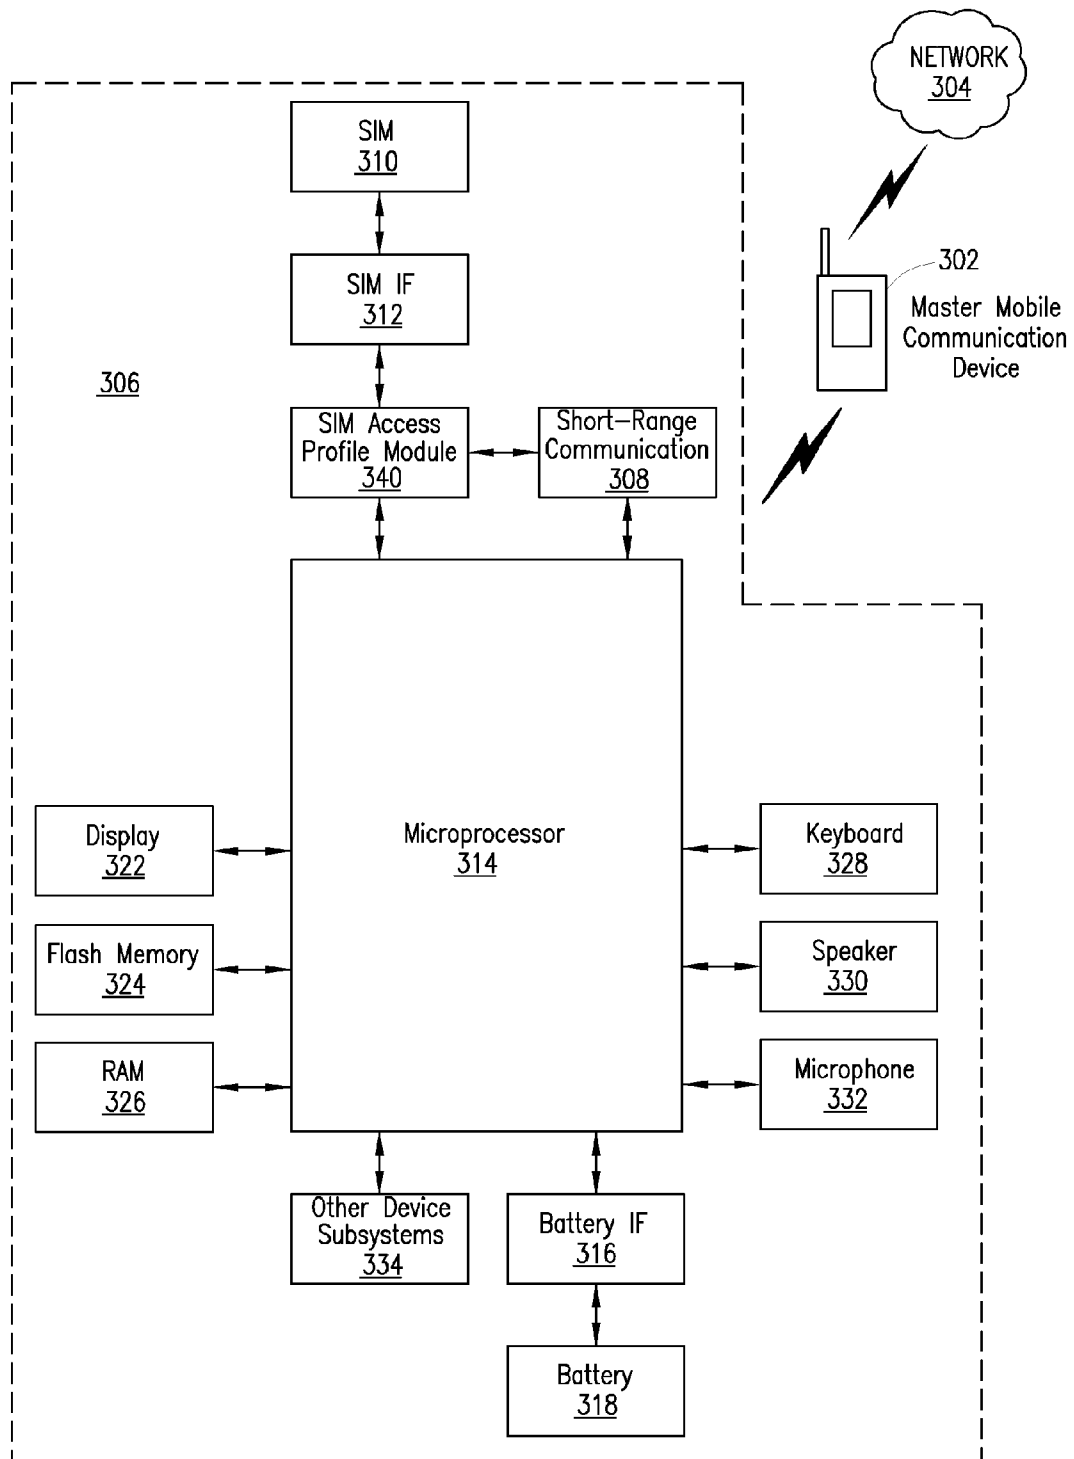 NETWORK
304
SIM
310
302
SIM IF
312
Master Mobile
Communication
Device
306
SIM Access
Profile Module
340
Short-Range
Communication
308
Microprocessor
314
Display
322
Keyboard
328
Flash Memory
324
Speaker
330
RAM
326
Microphone
332
Other Device
Subsystems
334
Battery IF
316
Battery
318